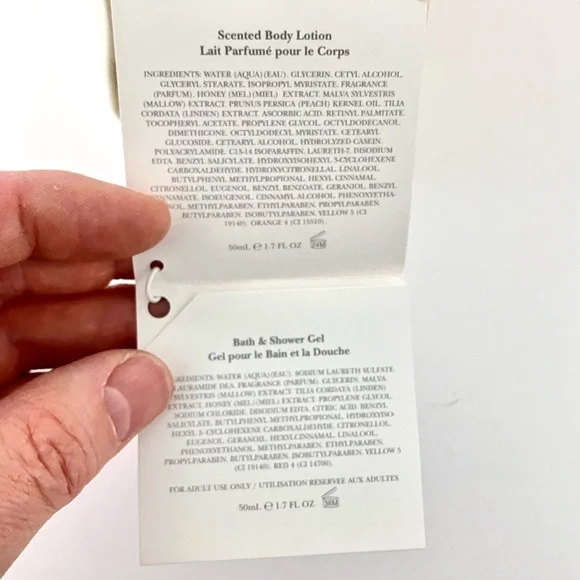 Scented Body Lotion
Lait Parfumé pour le Corps
INGREDIENTS: WATER (AQUA) (EAU), GLYCERIN, CETYL ALCOHOL,
GLYCERYL STEARATE, ISOPROPYL MYRISTATE, FRAGRANCE
(PARFUM), HONEY (MEL) (MIEL) EXTRACT, MALVA SYLVESTRIS
(MALLOW) EXTRACT, PRUNUS PERSICA (PEACH) KERNEL OIL, TILIA
CORDATA (LINDEN) EXTRACT, ASCORBIC ACID, RETINYL PALMITATE,
TOCOPHERYL ACETATE, PROPYLENE GLYCOL, OCTYLDODECANOL,
DIMETHICONE, OCTYLDODECYL MYRISTATE, CETEARYL
GLUCOSIDE, CETEARYL ALCOHOL, HYDROLYZED CASEIN,
POLYACRYLAMIDE, C13-14 ISOPARAFFIN, LAURETH-7, DISODIUM
EDTA, BENZYL SALICYLATE, HYDROXYISOHEXYL 3-CYCLOHEXENE
CARBOXALDEHYDE, HYDROXYCITRONELLAL, LINALOOL,
BUTYLPHENYL METHYLPROPIONAL, HEXYL CINNAMAL,
CITRONELLOL, EUGENOL, BENZYL BENZOATE, GERANIOL, BENZYL
NNAMATE, ISOEUGENOL, CINNAMYL ALCOHOL, PHENOXYETHA-
NOL, METHYLPARABEN, ETHYLPARABEN, PROPYLPARABEN,
BUTYLPARABEN, ISOBUTYLPARABEN, YELLOW 5 (CI
19140), ORANGE 4 (CI 15510).
50mL ℮ 1.7 FL OZ 24M
Bath & Shower Gel
Gel pour le Bain et la Douche
GREDIENTS: WATER (AQUA) (EAU), SODIUM LAURETH SULFATE,
LAURAMIDE DEA, FRAGRANCE (PARFUM), GLYCERIN, MALVA
SYLVESTRIS (MALLOW) EXTRACT, TILIA CORDATA (LINDEN)
EXTRACT, HONEY (MEL) (MIEL) EXTRACT, PROPYLENE GLYCOL,
SODIUM CHLORIDE, DISODIUM EDTA, CITRIC ACID, BENZYL
SALICYLATE, BUTYLPHENYL METHYLPROPIONAL, HYDROXYISO-
HEXYL 3-CYCLOHEXENE CARBOXALDEHYDE, CITRONELLOL,
EUGENOL, GERANIOL, HEXYLCINNAMAL, LINALOOL,
PHENOXYETHANOL, METHYLPARABEN, ETHYLPARABEN,
PROPYLPARABEN, BUTYLPARABEN, ISOBUTYLPARABEN, YELLOW 5
(CI 19140), RED 4 (CI 14700).
FOR ADULT USE ONLY / UTILISATION RESERVEE AUX ADULTES
50mL ℮ 1.7 FL OZ